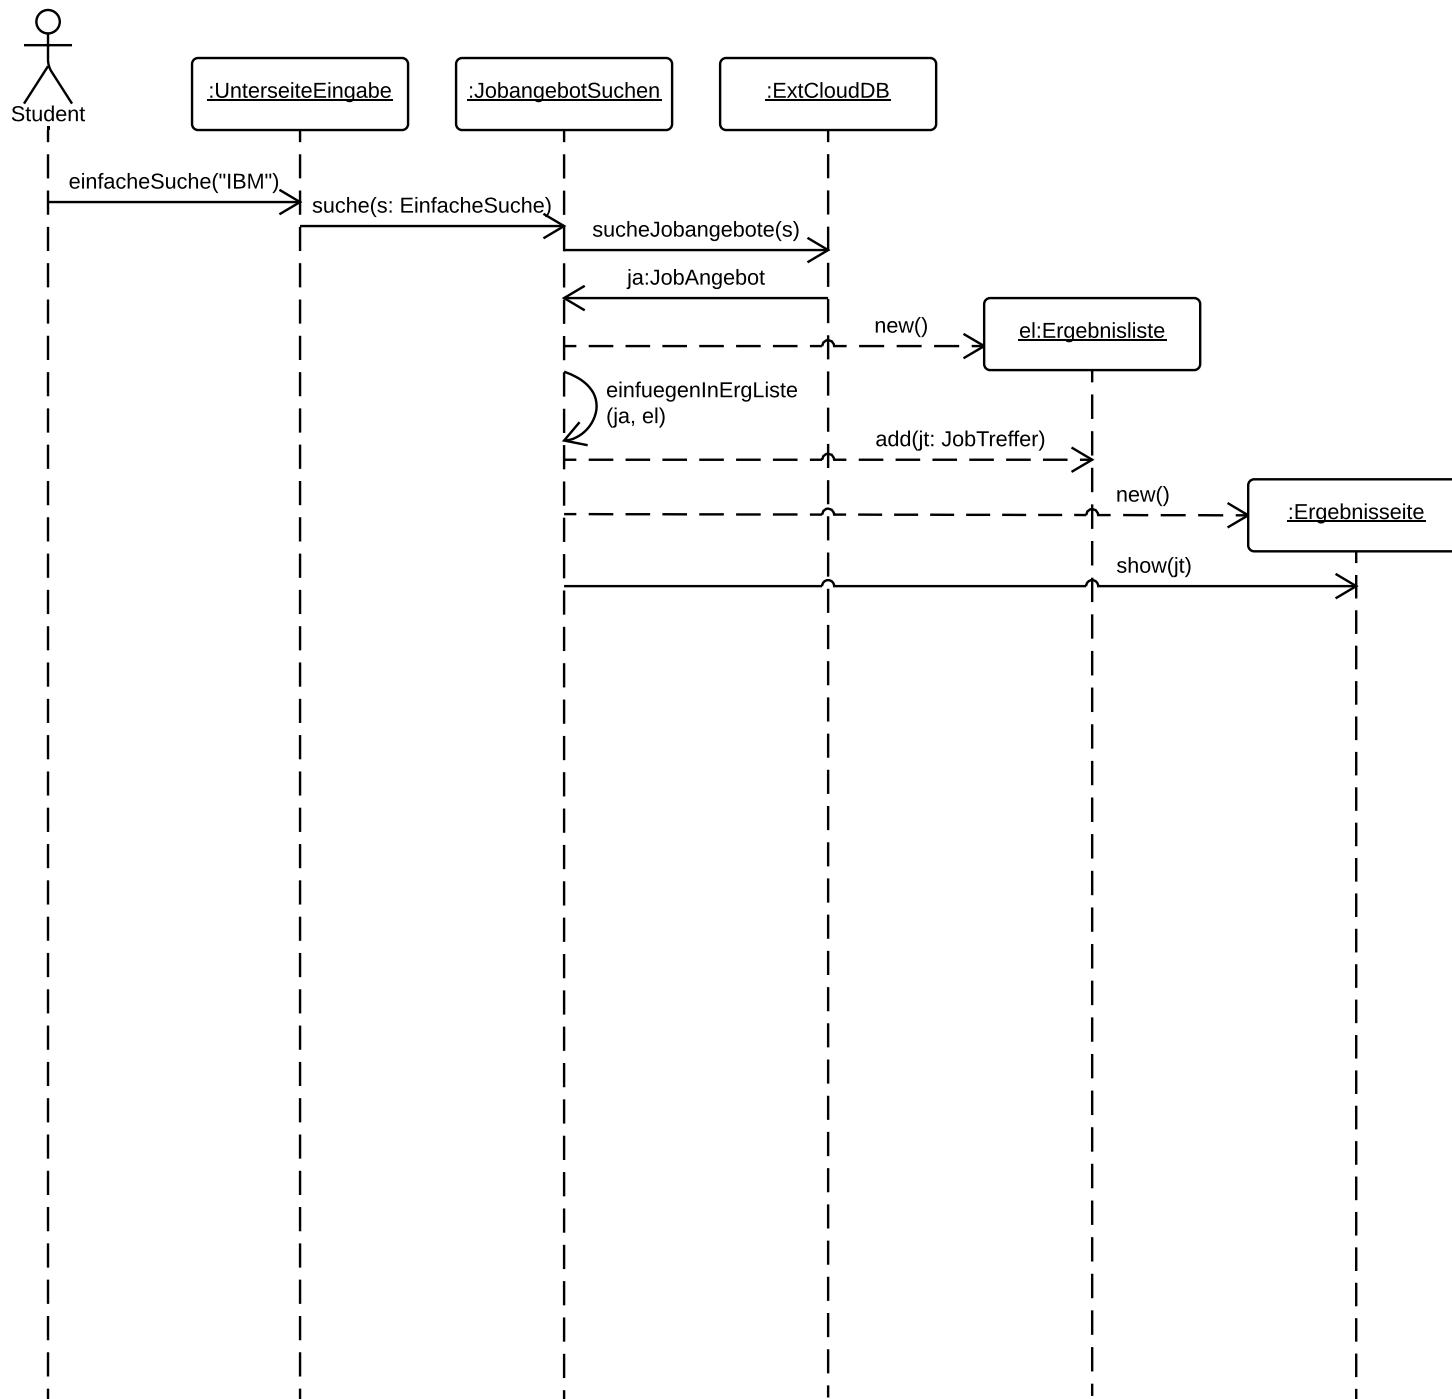 Student
:UnterseiteEingabe
:JobangebotSuchen
:ExtCloudDB
einfacheSuche("IBM")
suche(s: EinfacheSuche)
sucheJobangebote(s)
ja:JobAngebot
new()
el:Ergebnisliste
einfuegenInErgListe
(ja, el)
add(jt: JobTreffer)
new()
:Ergebnisseite
show(jt)